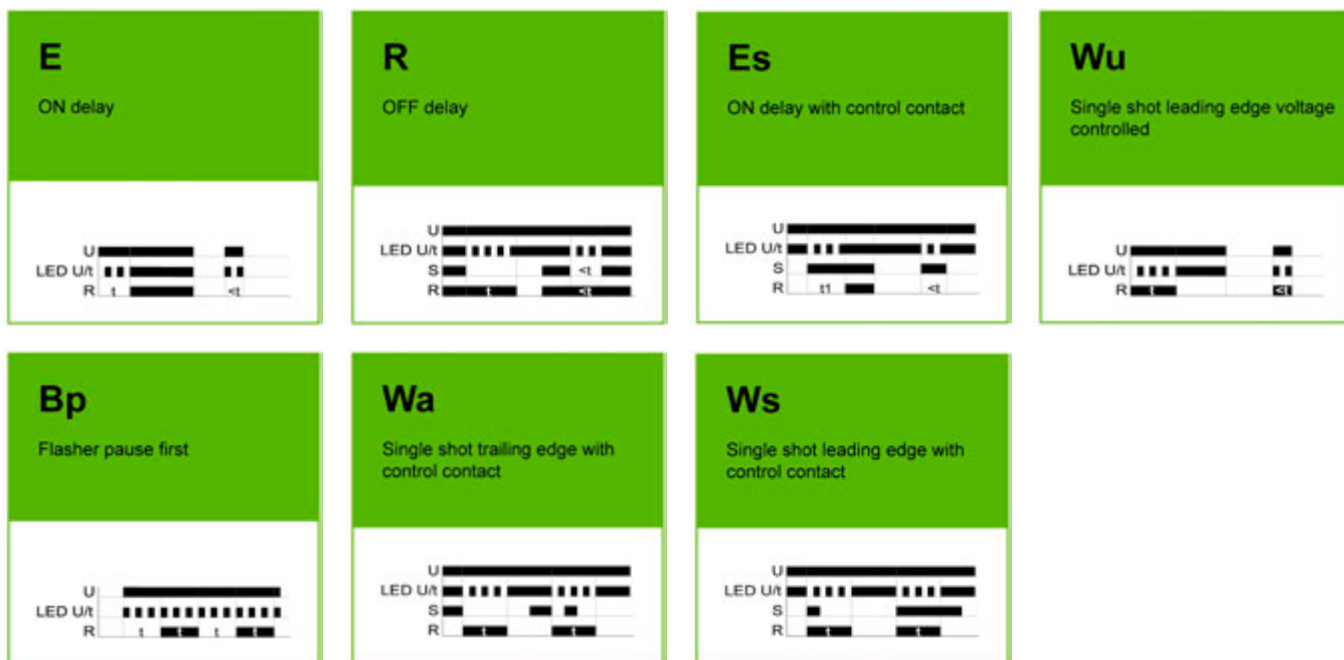 E
ON delay
U
LED U/t
R t <t
R
OFF delay
U
LED U/t
S <t
R t <t
Es
ON delay with control contact
U
LED U/t
S
R t1 <t
Wu
Single shot leading edge voltage
controlled
U
LED U/t
R t <t
Bp
Flasher pause first
U
LED U/t
R t t t t
Wa
Single shot trailing edge with
control contact
U
LED U/t
S
R t t
Ws
Single shot leading edge with
control contact
U
LED U/t
S
R t t